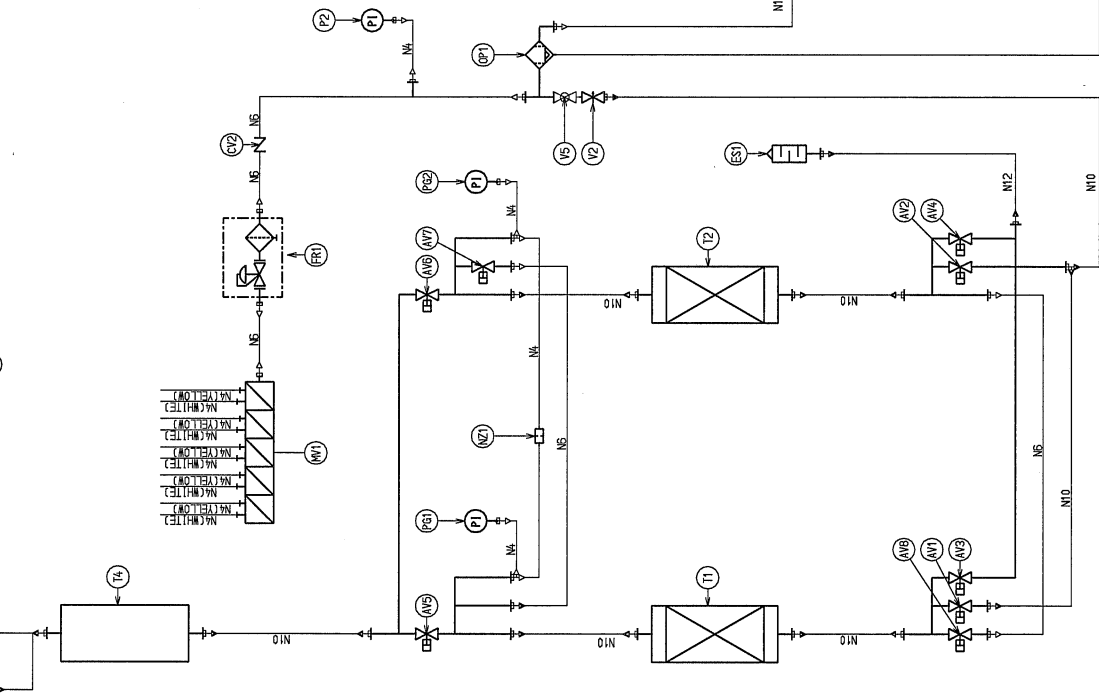 P2
PI
N4
OP1
N1
CV2
N6
N6
V5
V2
ES1
PG2
PI
N4
N12
N10
AV2
AV4
FR1
AV7
AV6
T2
N6
N10
N10
N4
N4(YELLOW)
N4(WHITE)
N4(YELLOW)
N4(WHITE)
N4(YELLOW)
N4(WHITE)
N4(YELLOW)
N4(WHITE)
N4(YELLOW)
N4(WHITE)
MV1
NZ1
N6
N6
N10
PG1
PI
N4
AV8
AV1
AV3
T4
AV5
T1
N10
N10
N10